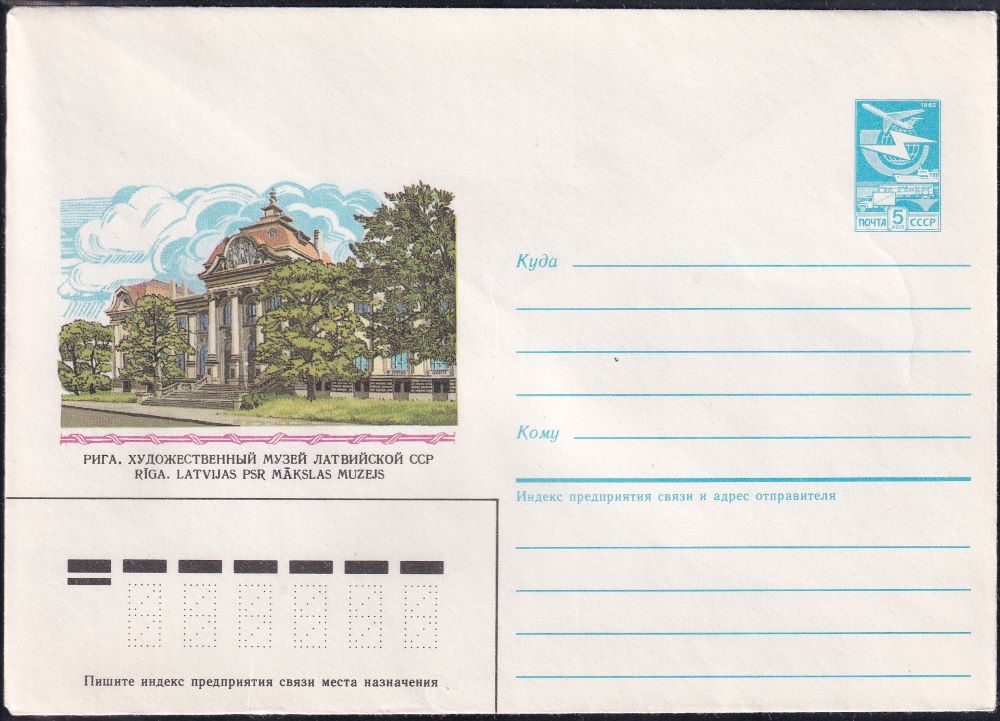 1982
ПОЧТА 5 КОП СССР
Куда
РИГА. ХУДОЖЕСТВЕННЫЙ МУЗЕЙ ЛАТВИЙСКОЙ ССР
RĪGA. LATVIJAS PSR MĀKSLAS MUZEJS
Кому
Индекс предприятия связи и адрес отправителя
Пишите индекс предприятия связи места назначения